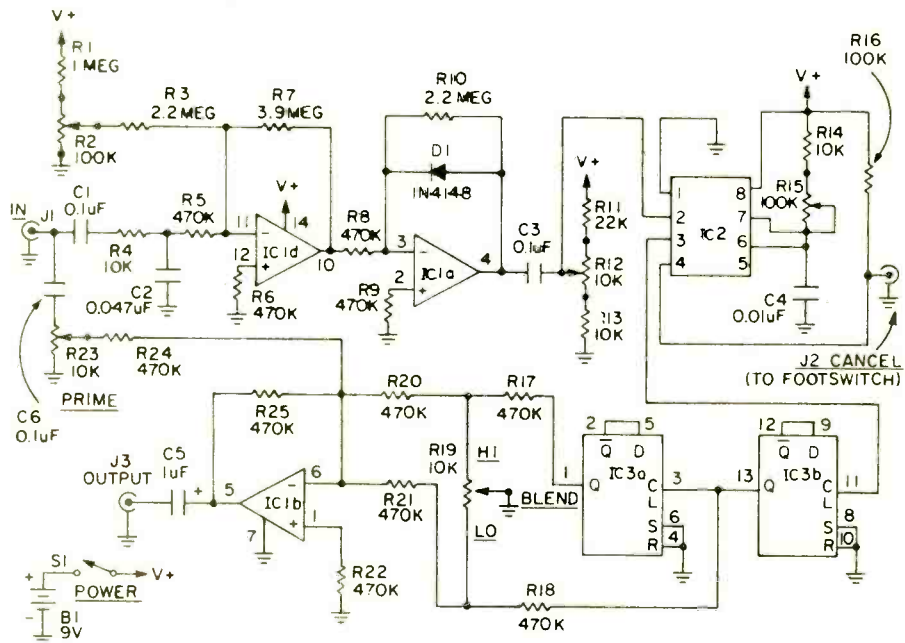 V+
R1
1 MEG
R3
2.2 MEG
R7
3.9 MEG
R10
2.2 MEG
R16
100K
V+
R2
100K
D1
1N4148
V+
R14
10K
IN
J1
C1
0.1uF
R5
470K
V+
14
R8
470K
V+
R11
22K
C3
0.1uF
1
2
3
4
IC2
8
7
6
5
R15
100K
R4
10K
C2
0.047uF
11
-
12
+
IC1d
10
R6
470K
3
-
2
+
IC1a
4
R9
470K
R12
10K
R13
10K
C4
0.01uF
J2 CANCEL
(TO FOOTSWITCH)
R23
10K
R24
470K
PRIME
C6
0.1uF
R25
470K
R20
470K
R17
470K
R19
10K
HI
BLEND
LO
2
5
Q
D
IC3a
1
Q
C
L
3
S
6
R
4
12
9
Q
D
IC3b
13
Q
C
L
11
S
8
R
10
J3
OUTPUT
C5
1uF
+
5
IC1b
6
-
1
+
7
R21
470K
R22
470K
R18
470K
S1
V+
POWER
+
-
B1
9V